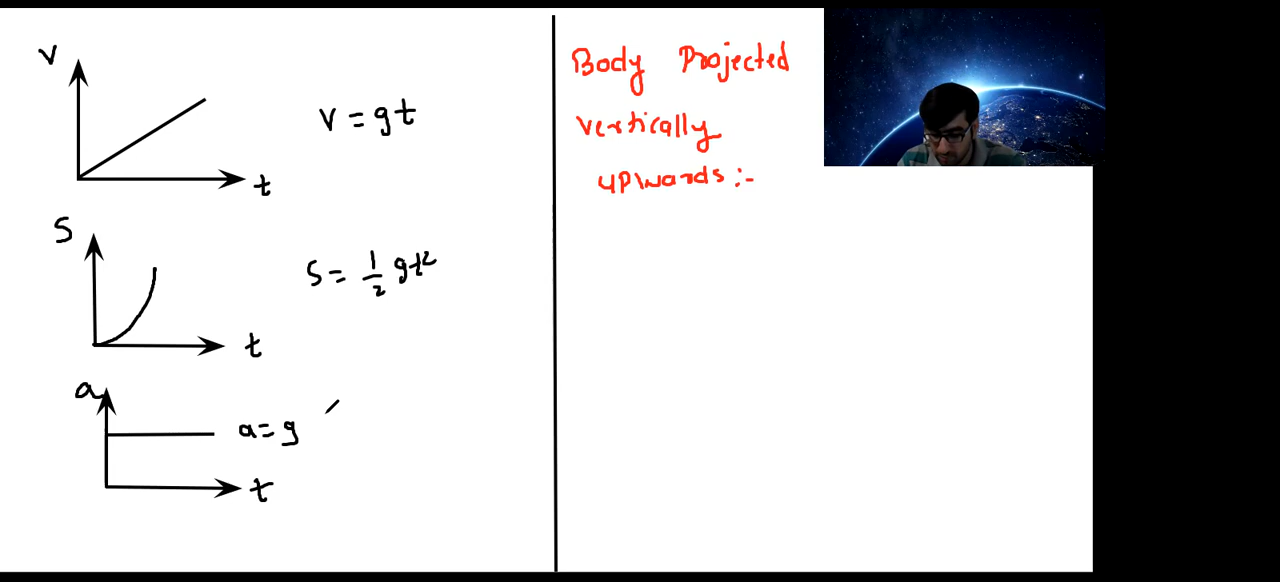 V
V = gt
t
S
S = 1/2 gt²
t
a
a = g
t
Body Projected
vertically
upwards :-